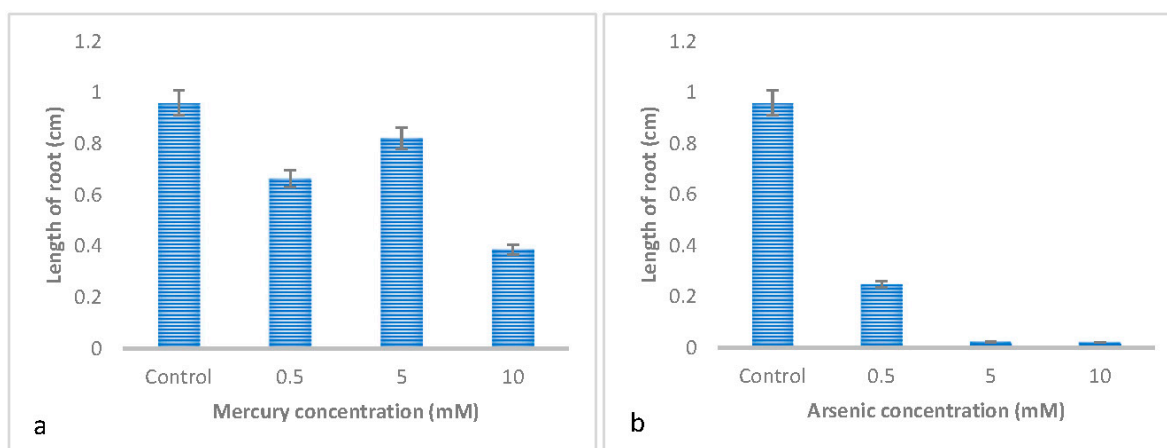 1.2
1
0.8
0.6
0.4
0.2
0
Length of root (cm)
Control 0.5 5 10
Mercury concentration (mM)
a
1.2
1
0.8
0.6
0.4
0.2
0
Length of root (cm)
Control 0.5 5 10
Arsenic concentration (mM)
b